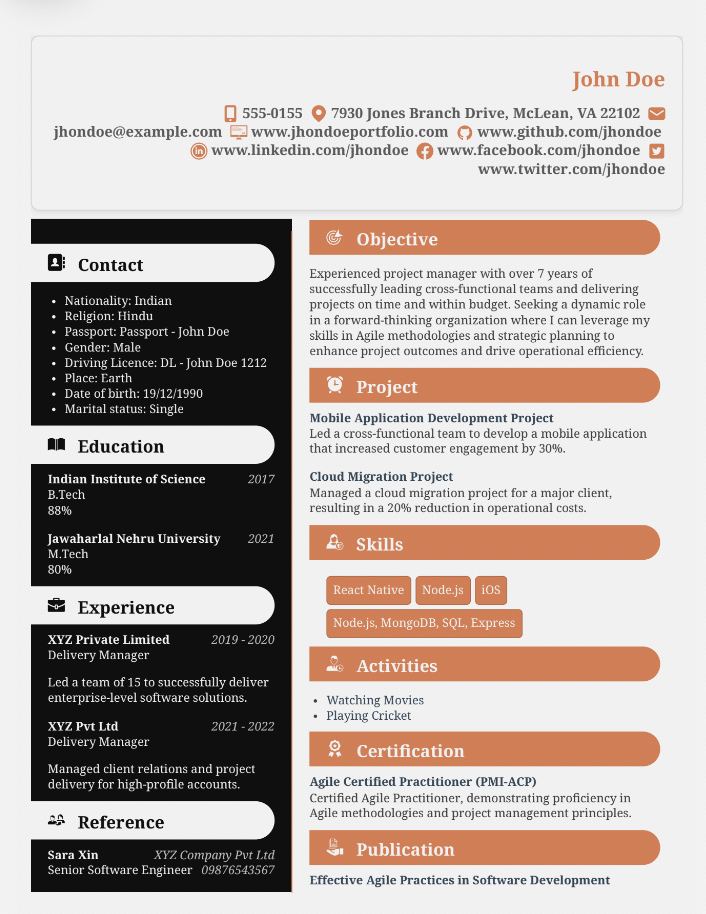 John Doe
555-0155 7930 Jones Branch Drive, McLean, VA 22102
jhondoe@example.com www.jhondoeportfolio.com www.github.com/jhondoe
www.linkedin.com/jhondoe www.facebook.com/jhondoe
www.twitter.com/jhondoe
Contact
• Nationality: Indian
• Religion: Hindu
• Passport: Passport - John Doe
• Gender: Male
• Driving Licence: DL - John Doe 1212
• Place: Earth
• Date of birth: 19/12/1990
• Marital status: Single
Education
Indian Institute of Science 2017
B.Tech
88%
Jawaharlal Nehru University 2021
M.Tech
80%
Experience
XYZ Private Limited 2019 - 2020
Delivery Manager
Led a team of 15 to successfully deliver
enterprise-level software solutions.
XYZ Pvt Ltd 2021 - 2022
Delivery Manager
Managed client relations and project
delivery for high-profile accounts.
Reference
Sara Xin XYZ Company Pvt Ltd
Senior Software Engineer 09876543567
Objective
Experienced project manager with over 7 years of
successfully leading cross-functional teams and delivering
projects on time and within budget. Seeking a dynamic role
in a forward-thinking organization where I can leverage my
skills in Agile methodologies and strategic planning to
enhance project outcomes and drive operational efficiency.
Project
Mobile Application Development Project
Led a cross-functional team to develop a mobile application
that increased customer engagement by 30%.
Cloud Migration Project
Managed a cloud migration project for a major client,
resulting in a 20% reduction in operational costs.
Skills
React Native Node.js iOS
Node.js, MongoDB, SQL, Express
Activities
• Watching Movies
• Playing Cricket
Certification
Agile Certified Practitioner (PMI-ACP)
Certified Agile Practitioner, demonstrating proficiency in
Agile methodologies and project management principles.
Publication
Effective Agile Practices in Software Development